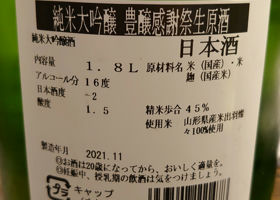 純米大吟醸 豊醸感謝祭生原酒
純米大吟醸酒 日本酒
内容量 1.8L 原材料名 米(国産)・米
アルコール分 16度 麹(国産米)
日本酒度 -2
酸度 1.5 精米歩合 45%
使用米 山形県産米出羽燦
々100%使用
製造年月 2021.11
◎お酒は20歳になってから、おいしく適量を。
◎妊娠中、授乳期の飲酒は気をつけましょう。
キャップ